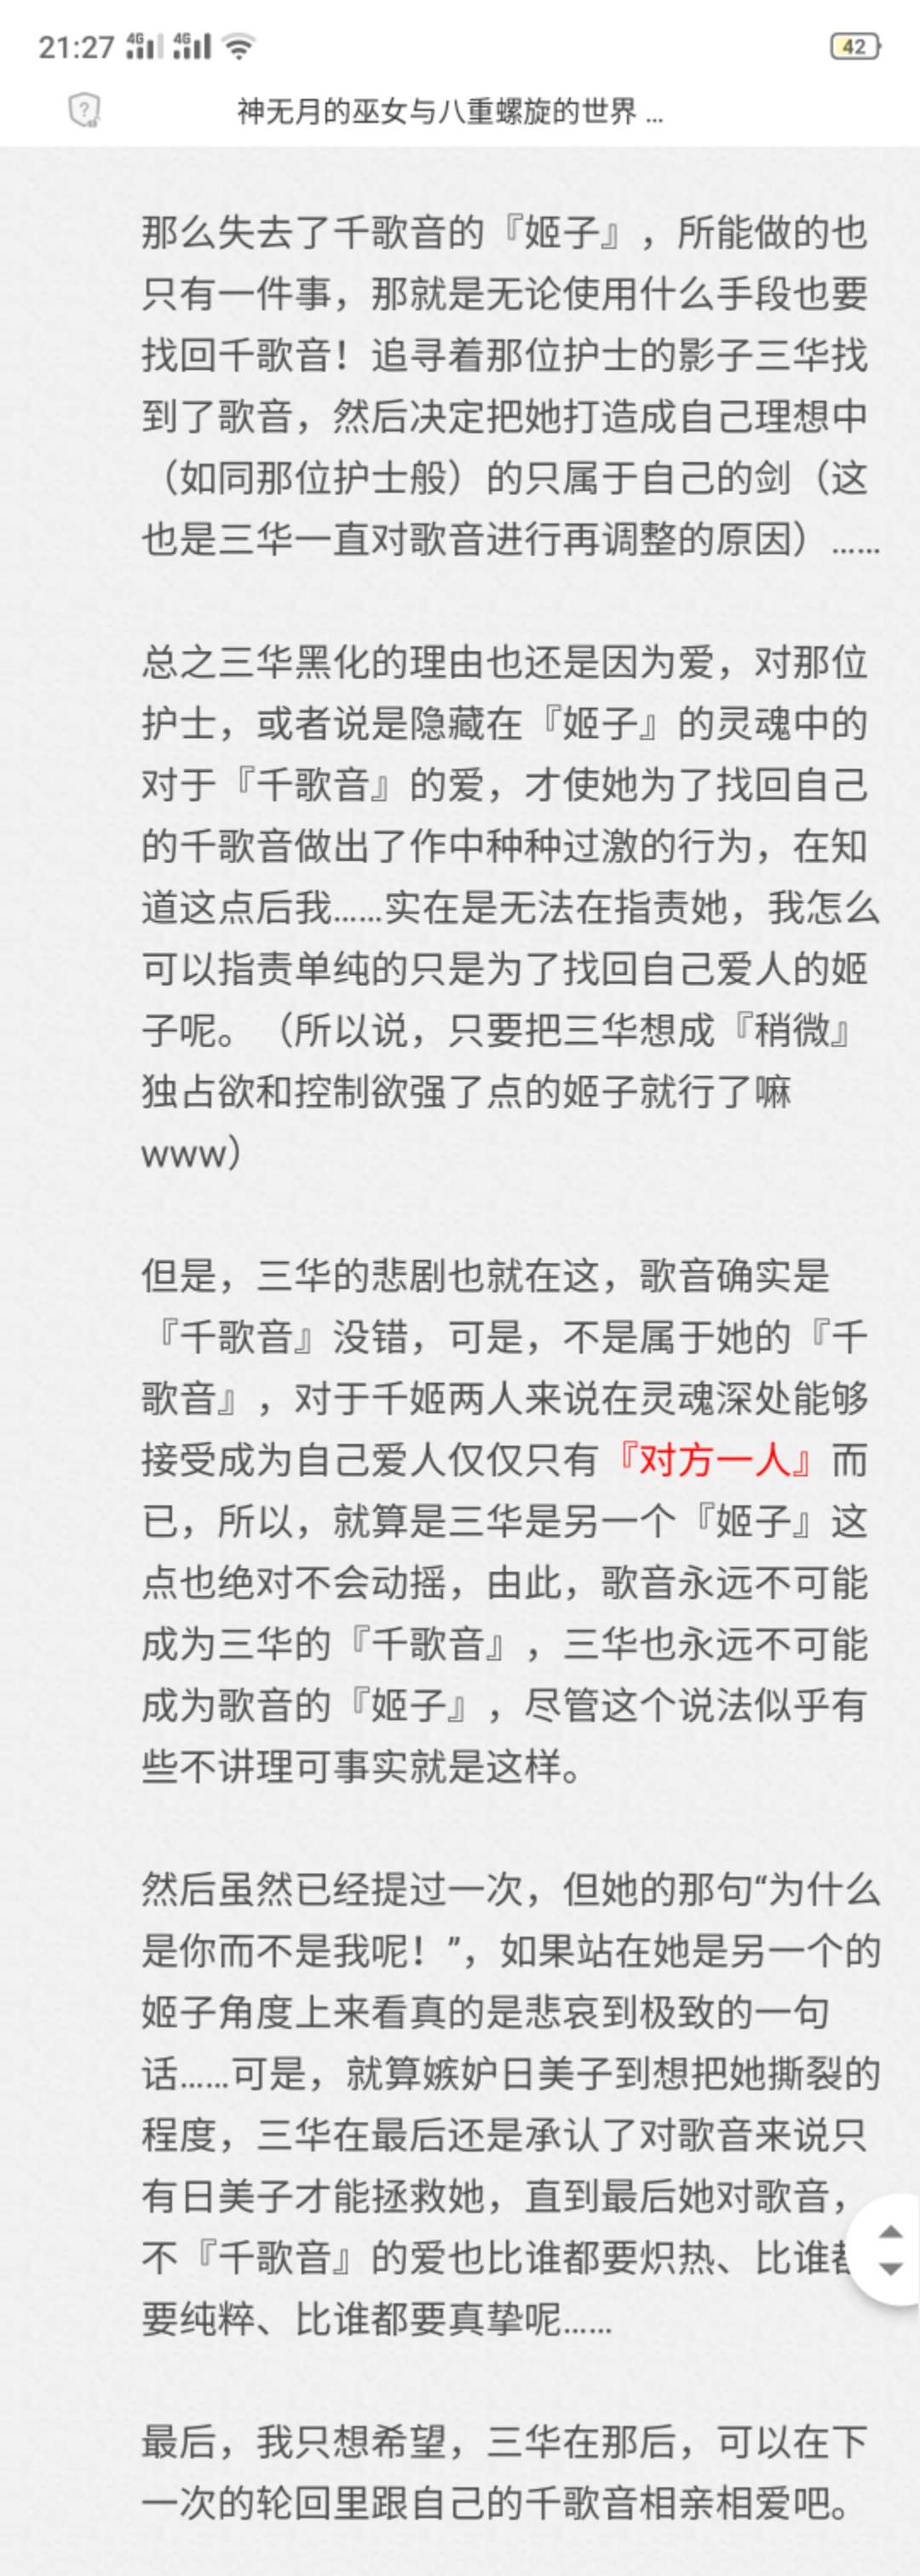 21:27 4G 4G 42
神无月的巫女与八重螺旋的世界 ...
那么失去了千歌音的『姬子』，所能做的也
只有一件事，那就是无论使用什么手段也要
找回千歌音！追寻着那位护士的影子三华找
到了歌音，然后决定把她打造成自己理想中
（如同那位护士般）的只属于自己的剑（这
也是三华一直对歌音进行再调整的原因）……
总之三华黑化的理由也还是因为爱，对那位
护士，或者说是隐藏在『姬子』的灵魂中的
对于『千歌音』的爱，才使她为了找回自己
的千歌音做出了作中种种过激的行为，在知
道这点后我……实在是无法在指责她，我怎么
可以指责单纯的只是为了找回自己爱人的姬
子呢。（所以说，只要把三华想成『稍微』
独占欲和控制欲强了点的姬子就行了嘛
www）
但是，三华的悲剧也就在这，歌音确实是
『千歌音』没错，可是，不是属于她的『千
歌音』，对于千姬两人来说在灵魂深处能够
接受成为自己爱人仅仅只有『对方一人』而
已，所以，就算是三华是另一个『姬子』这
点也绝对不会动摇，由此，歌音永远不可能
成为三华的『千歌音』，三华也永远不可能
成为歌音的『姬子』，尽管这个说法似乎有
些不讲理可事实就是这样。
然后虽然已经提过一次，但她的那句“为什么
是你而不是我呢！”，如果站在她是另一个的
姬子角度上来看真的是悲哀到极致的一句
话……可是，就算嫉妒日美子到想把她撕裂的
程度，三华在最后还是承认了对歌音来说只
有日美子才能拯救她，直到最后她对歌音，
不『千歌音』的爱也比谁都要炽热、比谁都
要纯粹、比谁都要真挚呢……
最后，我只想希望，三华在那后，可以在下
一次的轮回里跟自己的千歌音相亲相爱吧。